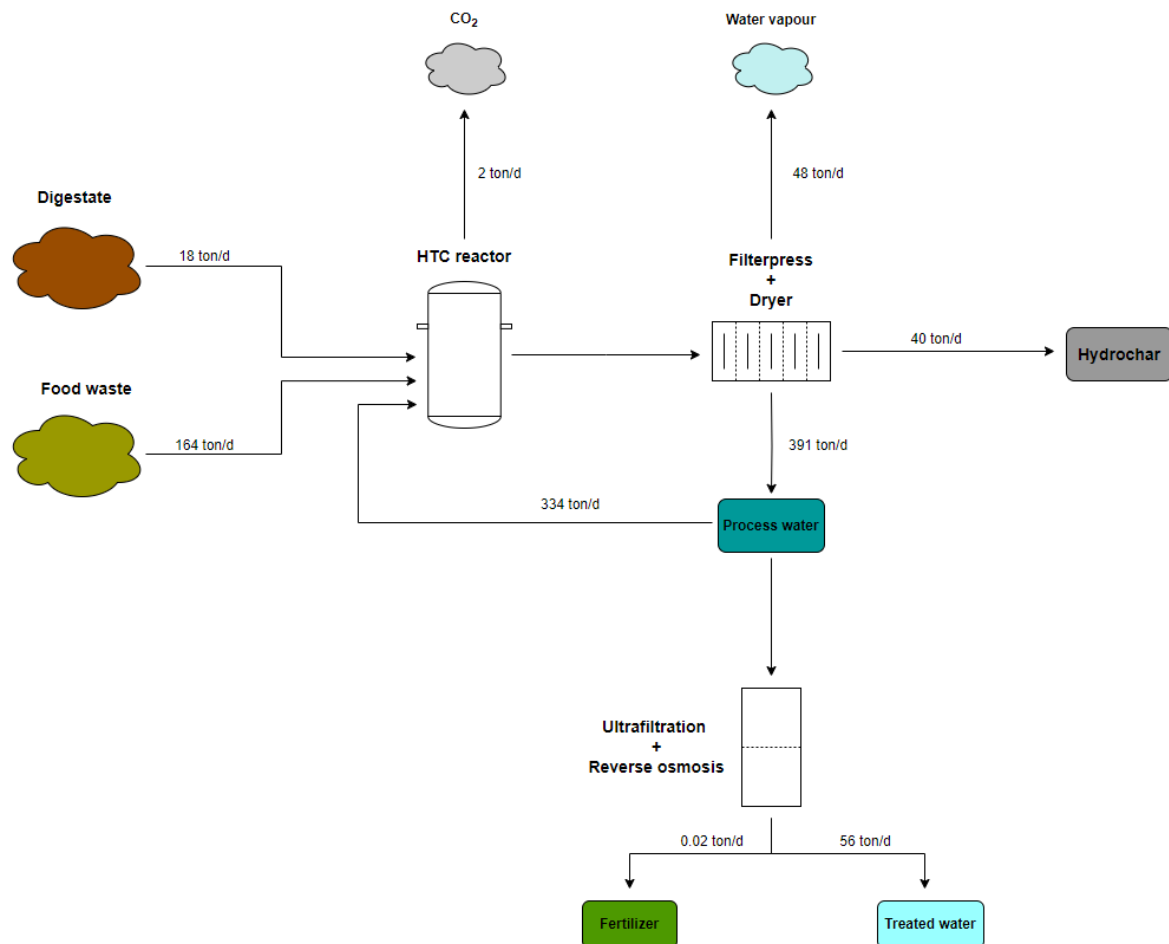 CO2
Water vapour
2 ton/d
48 ton/d
Digestate
18 ton/d
HTC reactor
Filterpress
+
Dryer
40 ton/d
Hydrochar
Food waste
164 ton/d
391 ton/d
334 ton/d
Process water
Ultrafiltration
+
Reverse osmosis
0.02 ton/d
56 ton/d
Fertilizer
Treated water